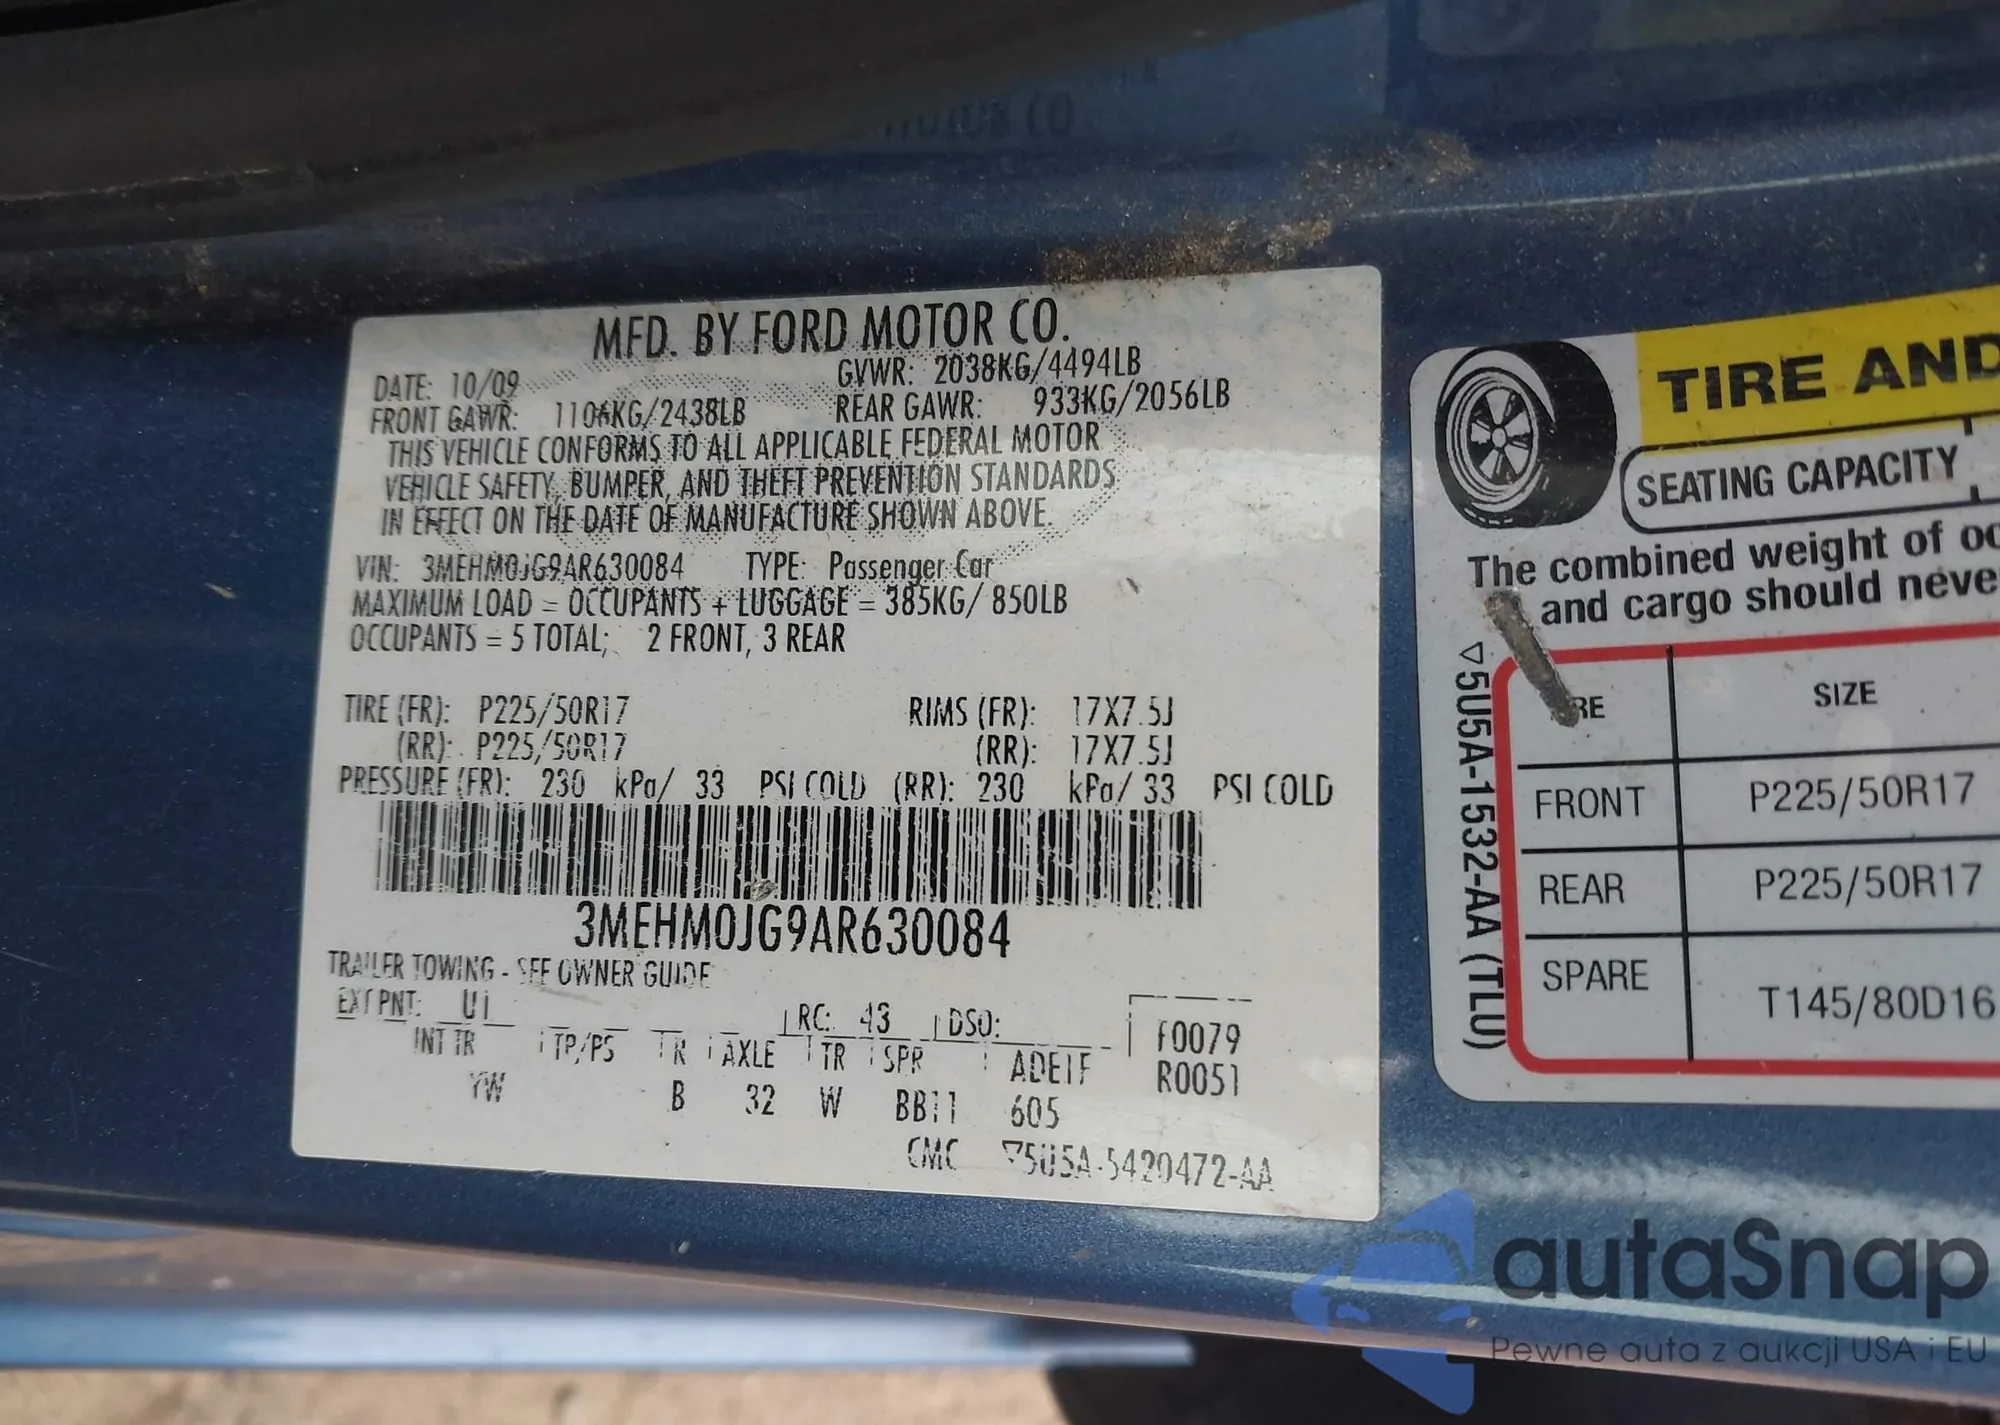 MOTOR CO
MFD. BY FORD MOTOR CO.
DATE: 10/09 GVWR: 2038KG/4494LB
FRONT GAWR: 1106KG/2438LB REAR GAWR: 933KG/2056LB
THIS VEHICLE CONFORMS TO ALL APPLICABLE FEDERAL MOTOR
VEHICLE SAFETY, BUMPER, AND THEFT PREVENTION STANDARDS
IN EFFECT ON THE DATE OF MANUFACTURE SHOWN ABOVE.
VIN: 3MEHM0JG9AR630084 TYPE: Passenger Car
MAXIMUM LOAD = OCCUPANTS + LUGGAGE = 385KG/ 850LB
OCCUPANTS = 5 TOTAL; 2 FRONT, 3 REAR
TIRE (FR): P225/50R17 RIMS (FR): 17X7.5J
(RR): P225/50R17 (RR): 17X7.5J
PRESSURE (FR): 230 kPa/ 33 PSI COLD (RR): 230 kPa/ 33 PSI COLD
3MEHM0JG9AR630084
TRAILER TOWING - SEE OWNER GUIDE
EXT PNT: UI RC: 43 DSO: F0079
INT TR TP/PS R AXLE TR SPR ADEIF R0051
YW B 32 W BB11 605
CMC ▽5U5A-5420472-AA
TIRE AND
SEATING CAPACITY
The combined weight of oc
and cargo should neve
▽5U5A-1532-AA (TLU)
RE SIZE
FRONT P225/50R17
REAR P225/50R17
SPARE T145/80D16
autaSnap
Pewne auta z aukcji USA i EU